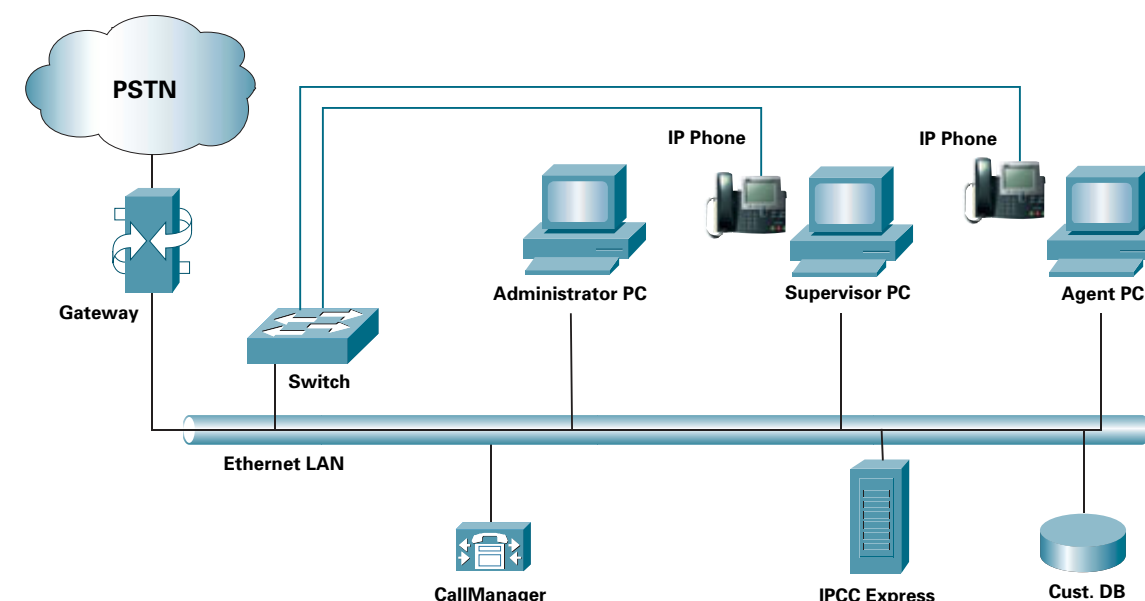 PSTN
IP Phone
IP Phone
Administrator PC
Supervisor PC
Agent PC
Gateway
Switch
Ethernet LAN
CallManager
IPCC Express
Cust. DB